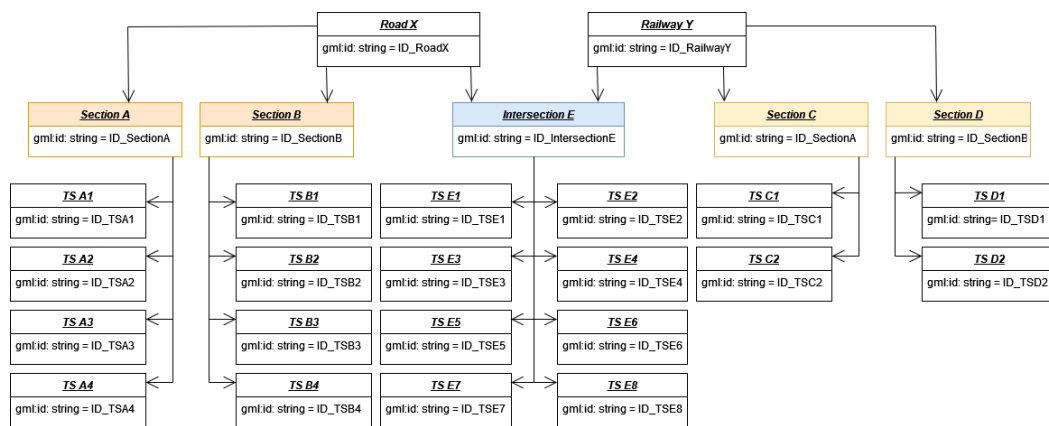 Road X
gml:id: string = ID_RoadX
Railway Y
gml:id: string = ID_RailwayY
Section A
gml:id: string = ID_SectionA
Section B
gml:id: string = ID_SectionB
Intersection E
gml:id: string = ID_IntersectionE
Section C
gml:id: string = ID_SectionA
Section D
gml:id: string = ID_SectionB
TS A1
gml:id: string = ID_TSA1
TS B1
gml:id: string = ID_TSB1
TS E1
gml:id: string = ID_TSE1
TS E2
gml:id: string = ID_TSE2
TS C1
gml:id: string = ID_TSC1
TS D1
gml:id: string= ID_TSD1
TS A2
gml:id: string = ID_TSA2
TS B2
gml:id: string = ID_TSB2
TS E3
gml:id: string = ID_TSE3
TS E4
gml:id: string = ID_TSE4
TS C2
gml:id: string = ID_TSC2
TS D2
gml:id: string = ID_TSD2
TS A3
gml:id: string = ID_TSA3
TS B3
gml:id: string = ID_TSB3
TS E5
gml:id: string = ID_TSE5
TS E6
gml:id: string = ID_TSE6
TS A4
gml:id: string = ID_TSA4
TS B4
gml:id: string = ID_TSB4
TS E7
gml:id: string = ID_TSE7
TS E8
gml:id: string = ID_TSE8